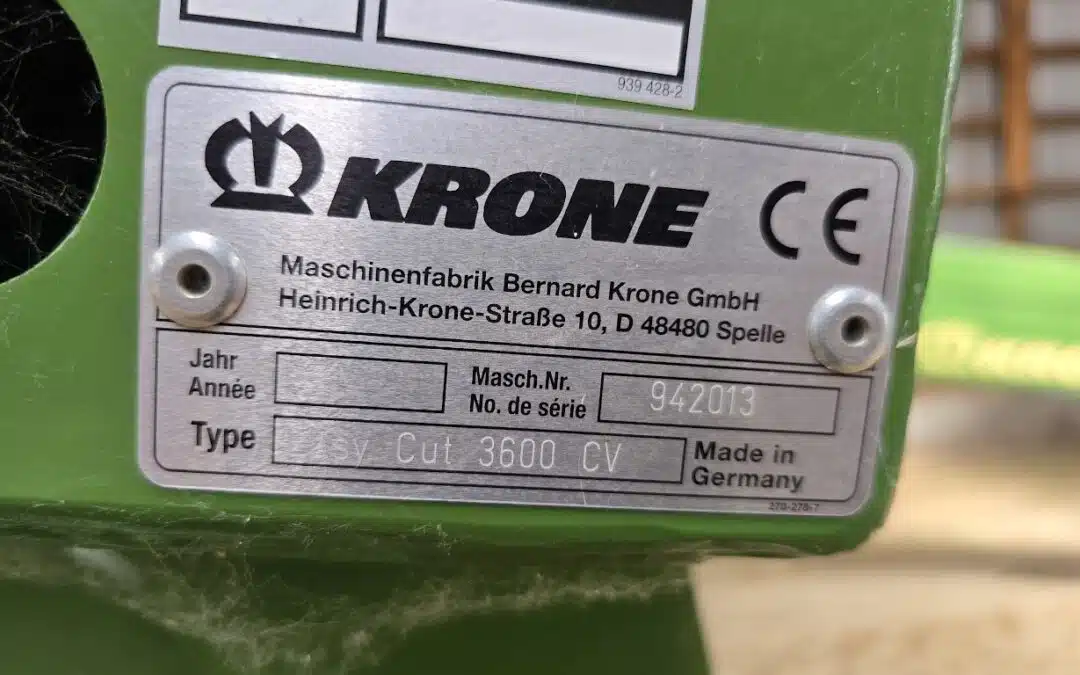 939 428-2
KRONE CE
Maschinenfabrik Bernard Krone GmbH
Heinrich-Krone-Straße 10, D 48480 Spelle
Jahr
Année
Masch.Nr.
No. de série
942013
Type
Cut 3600 CV
Made in
Germany